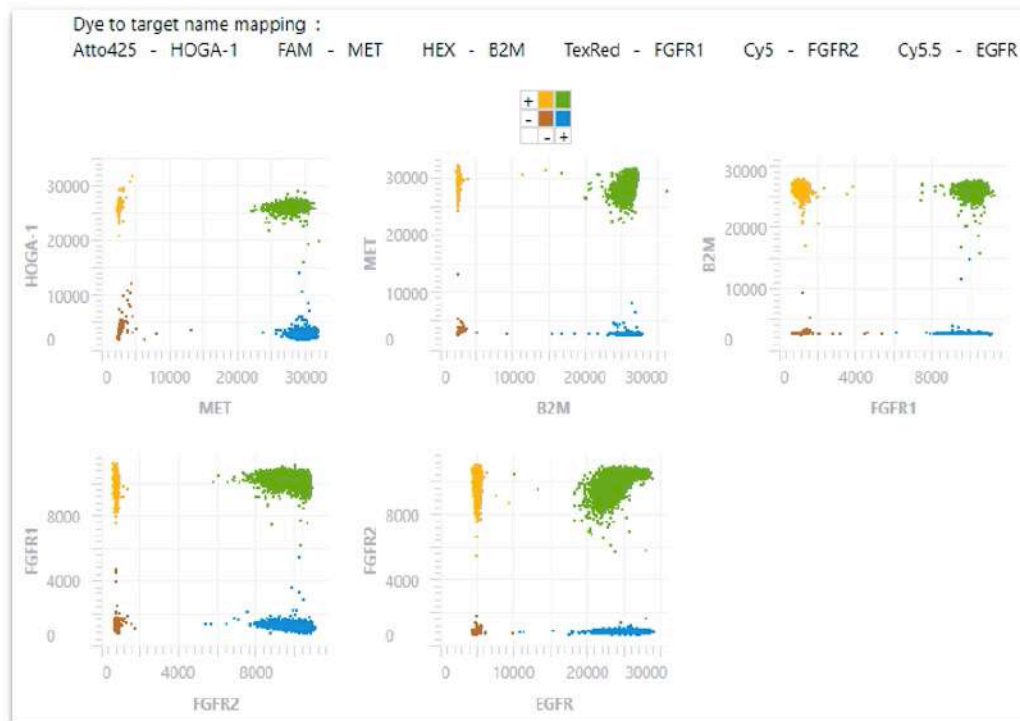 Dye to target name mapping :
Atto425 - HOGA-1 FAM - MET HEX - B2M TexRed - FGFR1 Cy5 - FGFR2 Cy5.5 - EGFR
+
-
- +
30000
20000
10000
0
HOGA-1
0 10000 20000 30000
MET
30000
20000
10000
0
MET
0 10000 20000 30000
B2M
30000
20000
10000
0
B2M
0 4000 8000
FGFR1
8000
4000
0
FGFR1
0 4000 8000
FGFR2
8000
4000
0
FGFR2
0 10000 20000 30000
EGFR